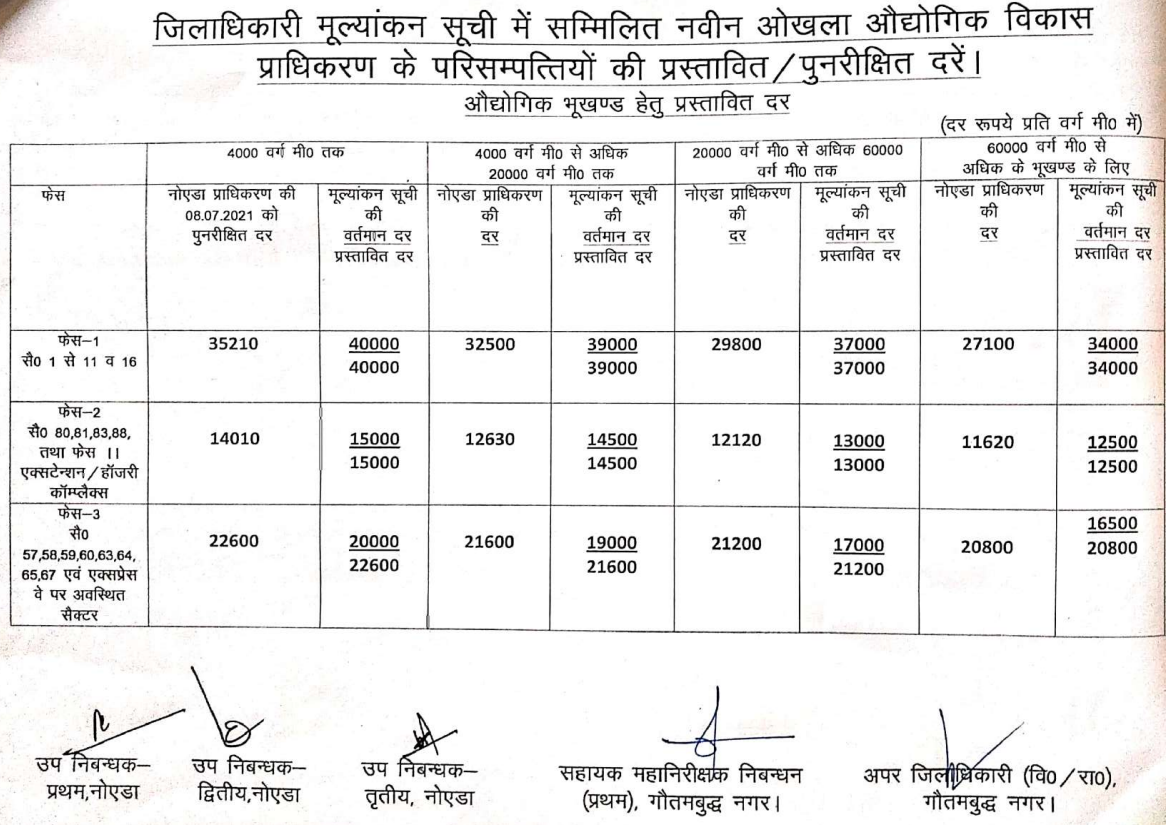 जिलाधिकारी मूल्यांकन सूची में सम्मिलित नवीन ओखला औद्योगिक विकास
प्राधिकरण के परिसम्पत्तियों की प्रस्तावित/पुनरीक्षित दरें।
औद्योगिक भूखण्ड हेतु प्रस्तावित दर
(दर रूपये प्रति वर्ग मी0 में)
4000 वर्ग मी0 तक
4000 वर्ग मी0 से अधिक
20000 वर्ग मी0 तक
20000 वर्ग मी0 से अधिक 60000
वर्ग मी0 तक
60000 वर्ग मी0 से
अधिक के भूखण्ड के लिए
फेस
नोएडा प्राधिकरण की
08.07.2021 को
पुनरीक्षित दर
मूल्यांकन सूची
की
वर्तमान दर
प्रस्तावित दर
नोएडा प्राधिकरण
की
दर
मूल्यांकन सूची
की
वर्तमान दर
प्रस्तावित दर
नोएडा प्राधिकरण
की
दर
मूल्यांकन सूची
की
वर्तमान दर
प्रस्तावित दर
नोएडा प्राधिकरण
की
दर
मूल्यांकन सूची
की
वर्तमान दर
प्रस्तावित दर
फेस–1
सै0 1 से 11 व 16
35210
40000
40000
32500
39000
39000
29800
37000
37000
27100
34000
34000
फेस–2
सै0 80,81,83,88,
तथा फेस II
एक्सटेन्शन/हॉजरी
कॉम्प्लैक्स
14010
15000
15000
12630
14500
14500
12120
13000
13000
11620
12500
12500
फेस–3
सै0
57,58,59,60,63,64,
65,67 एवं एक्सप्रेस
वे पर अवस्थित
सैक्टर
22600
20000
22600
21600
19000
21600
21200
17000
21200
20800
16500
20800
उप निबन्धक–
प्रथम,नोएडा
उप निबन्धक–
द्वितीय,नोएडा
उप निबन्धक–
तृतीय, नोएडा
सहायक महानिरीक्षक निबन्धन
(प्रथम), गौतमबुद्ध नगर।
अपर जिलाधिकारी (वि0/रा0),
गौतमबुद्ध नगर।